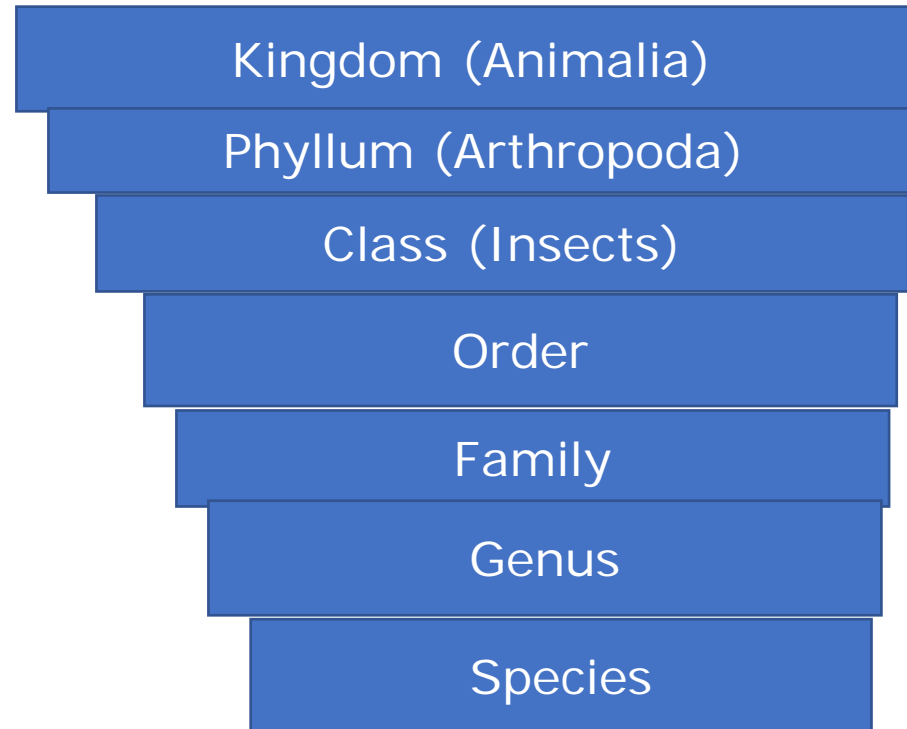 Kingdom (Animalia)
Phyllum (Arthropoda)
Class (Insects)
Order
Family
Genus
Species